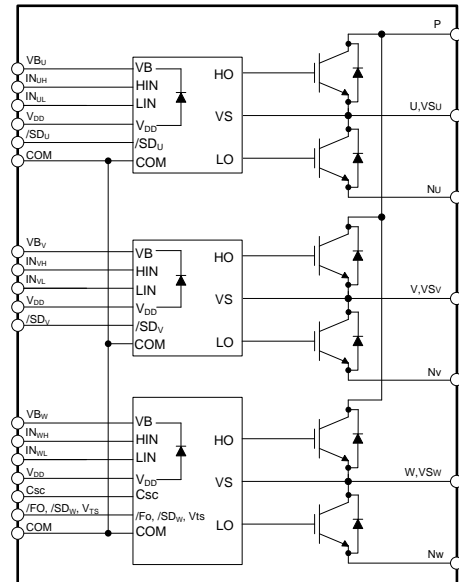 P
VBU
INUH
INUL
VDD
/SDU
COM
VB
HIN
LIN
VDD
/SDU
COM
HO
VS
LO
U,VSU
NU
VBV
INVH
INVL
VDD
/SDV
VB
HIN
LIN
VDD
/SDV
COM
HO
VS
LO
V,VSV
NV
VBW
INWH
INWL
VDD
Csc
/FO, /SDW, VTS
COM
VB
HIN
LIN
VDD
Csc
/Fo, /SDW, Vts
COM
HO
VS
LO
W,VSW
NW